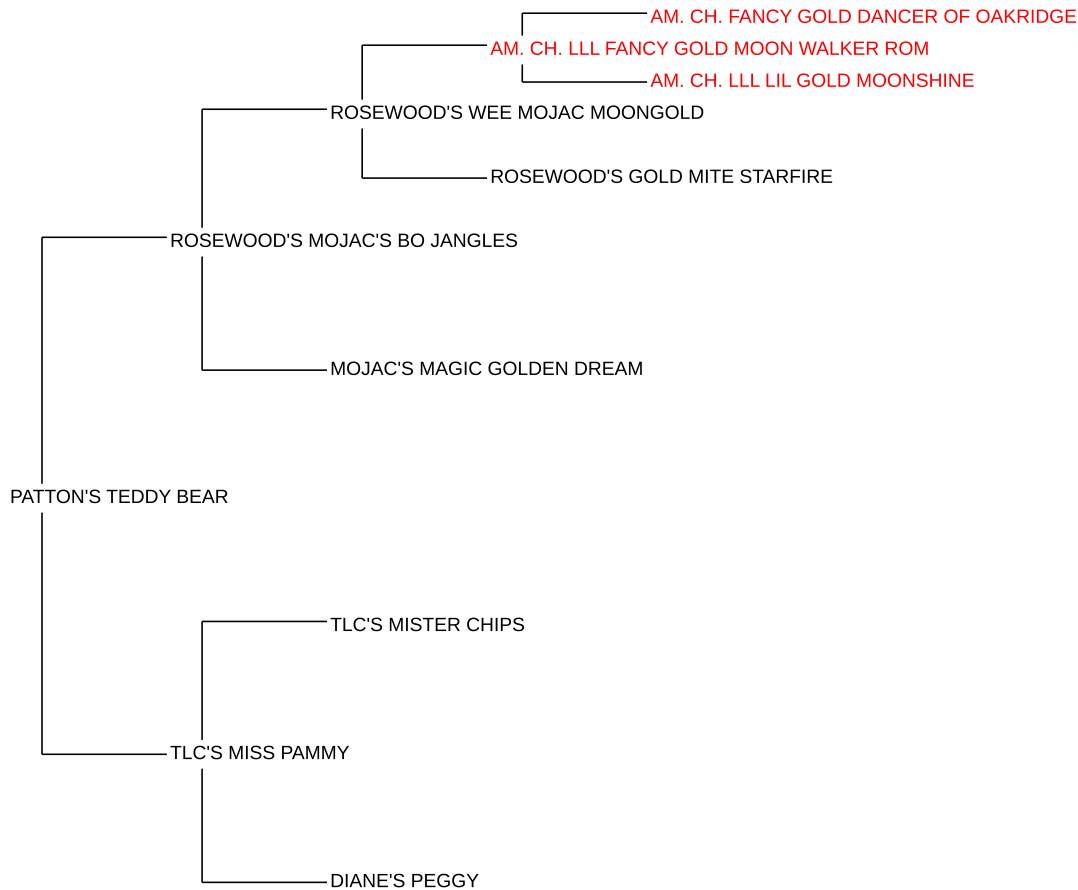 AM. CH. FANCY GOLD DANCER OF OAKRIDGE
AM. CH. LLL FANCY GOLD MOON WALKER ROM
AM. CH. LLL LIL GOLD MOONSHINE
ROSEWOOD'S WEE MOJAC MOONGOLD
ROSEWOOD'S GOLD MITE STARFIRE
ROSEWOOD'S MOJAC'S BO JANGLES
MOJAC'S MAGIC GOLDEN DREAM
PATTON'S TEDDY BEAR
TLC'S MISTER CHIPS
TLC'S MISS PAMMY
DIANE'S PEGGY